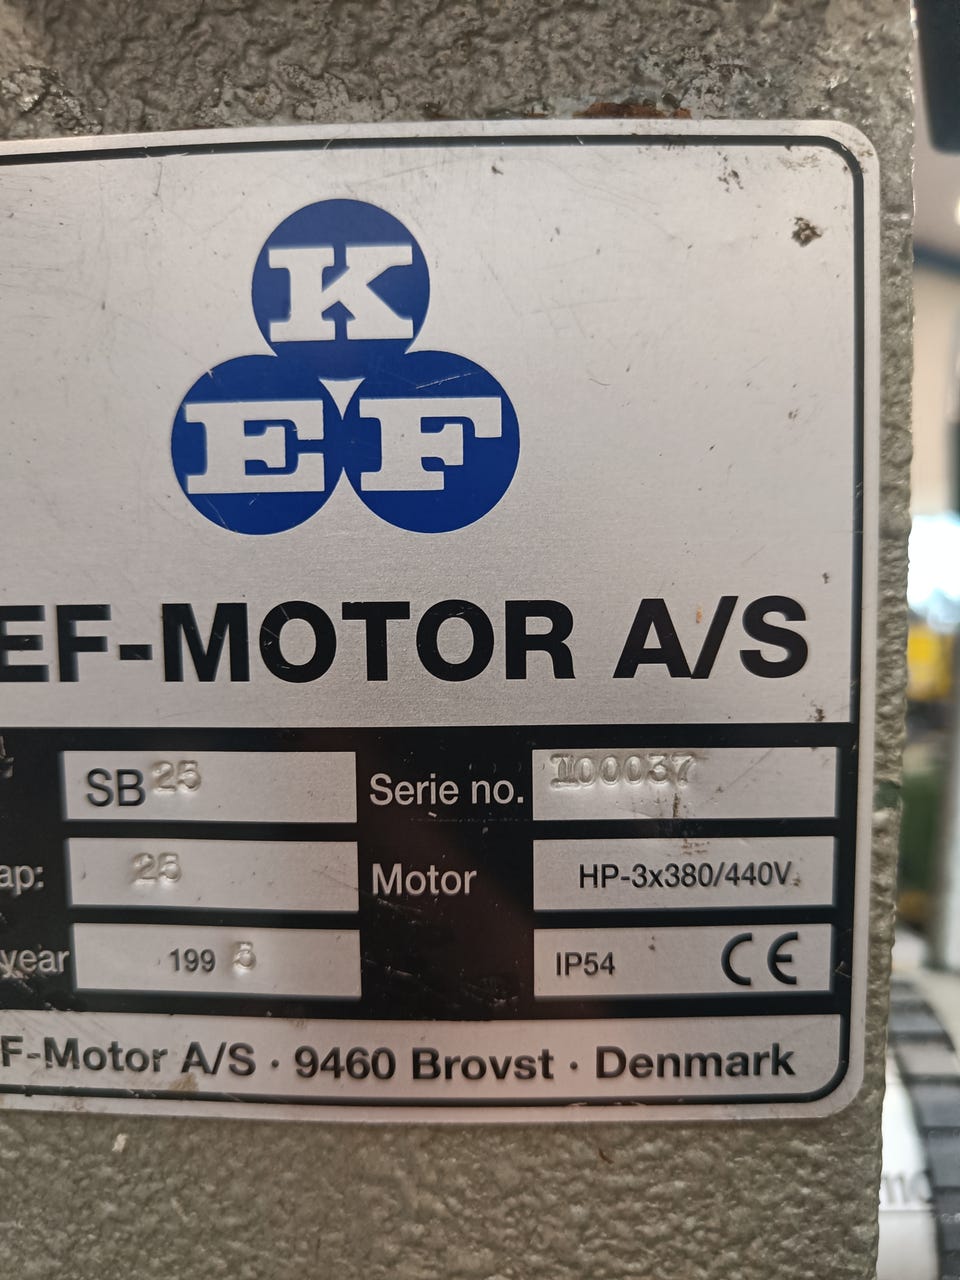 K
E F
EF-MOTOR A/S
SB 25 Serie no. 100037
ap: 25 Motor HP-3x380/440V.
year 199 5 IP54 CE
F-Motor A/S · 9460 Brovst · Denmark